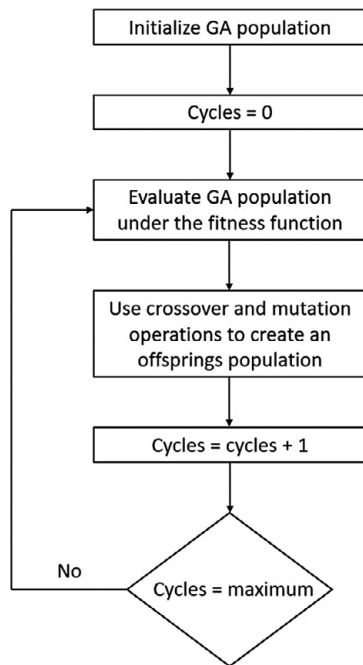 Initialize GA population
Cycles = 0
Evaluate GA population
under the fitness function
Use crossover and mutation
operations to create an
offsprings population
Cycles = cycles + 1
No
Cycles = maximum